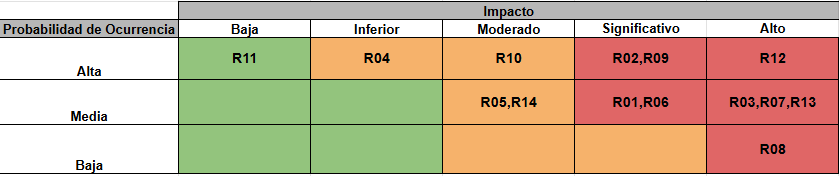 Impacto
Probabilidad de Ocurrencia Baja Inferior Moderado Significativo Alto
Alta R11 R04 R10 R02,R09 R12
Media R05,R14 R01,R06 R03,R07,R13
Baja R08